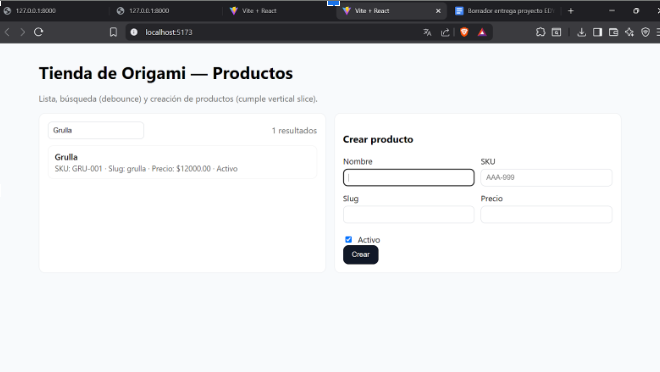 127.0.0.1:8000
127.0.0.1:8000
Vite + React
Vite + React
Borrador entrega proyecto
localhost:5173
Tienda de Origami — Productos
Lista, búsqueda (debounce) y creación de productos (cumple vertical slice).
Grulla
1 resultados
Grulla
SKU: GRU-001 · Slug: grulla · Precio: $12000.00 · Activo
Crear producto
Nombre
SKU
AAA-999
Slug
Precio
Activo
Crear